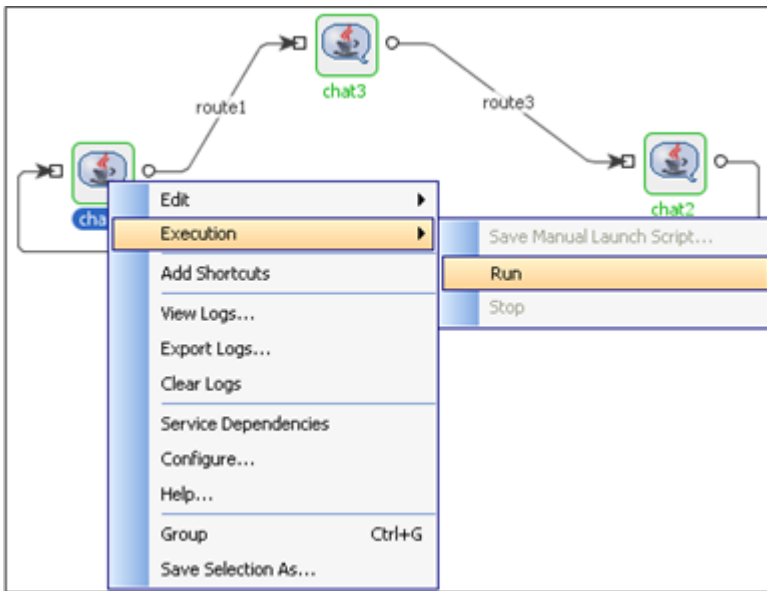 chat3
route1
route3
chat2
cha
Edit
Execution
Add Shortcuts
View Logs...
Export Logs...
Clear Logs
Service Dependencies
Configure...
Help...
Group Ctrl+G
Save Selection As...
Save Manual Launch Script...
Run
Stop